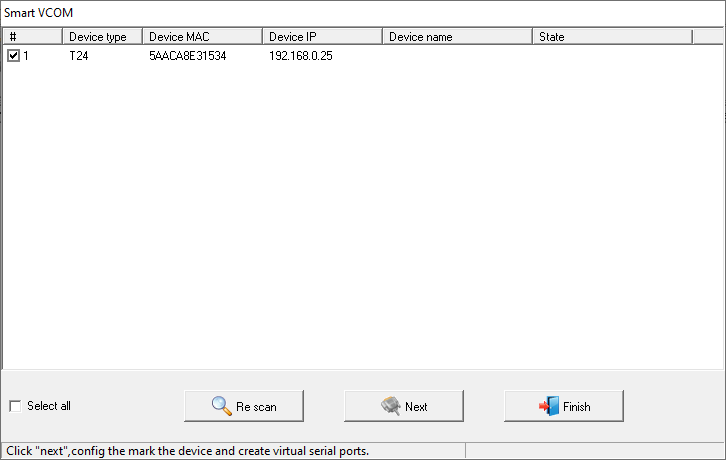 Smart VCOM
# Device type Device MAC Device IP Device name State
1 T24 5AACA8E31534 192.168.0.25
Select all Re scan Next Finish
Click "next",config the mark the device and create virtual serial ports.